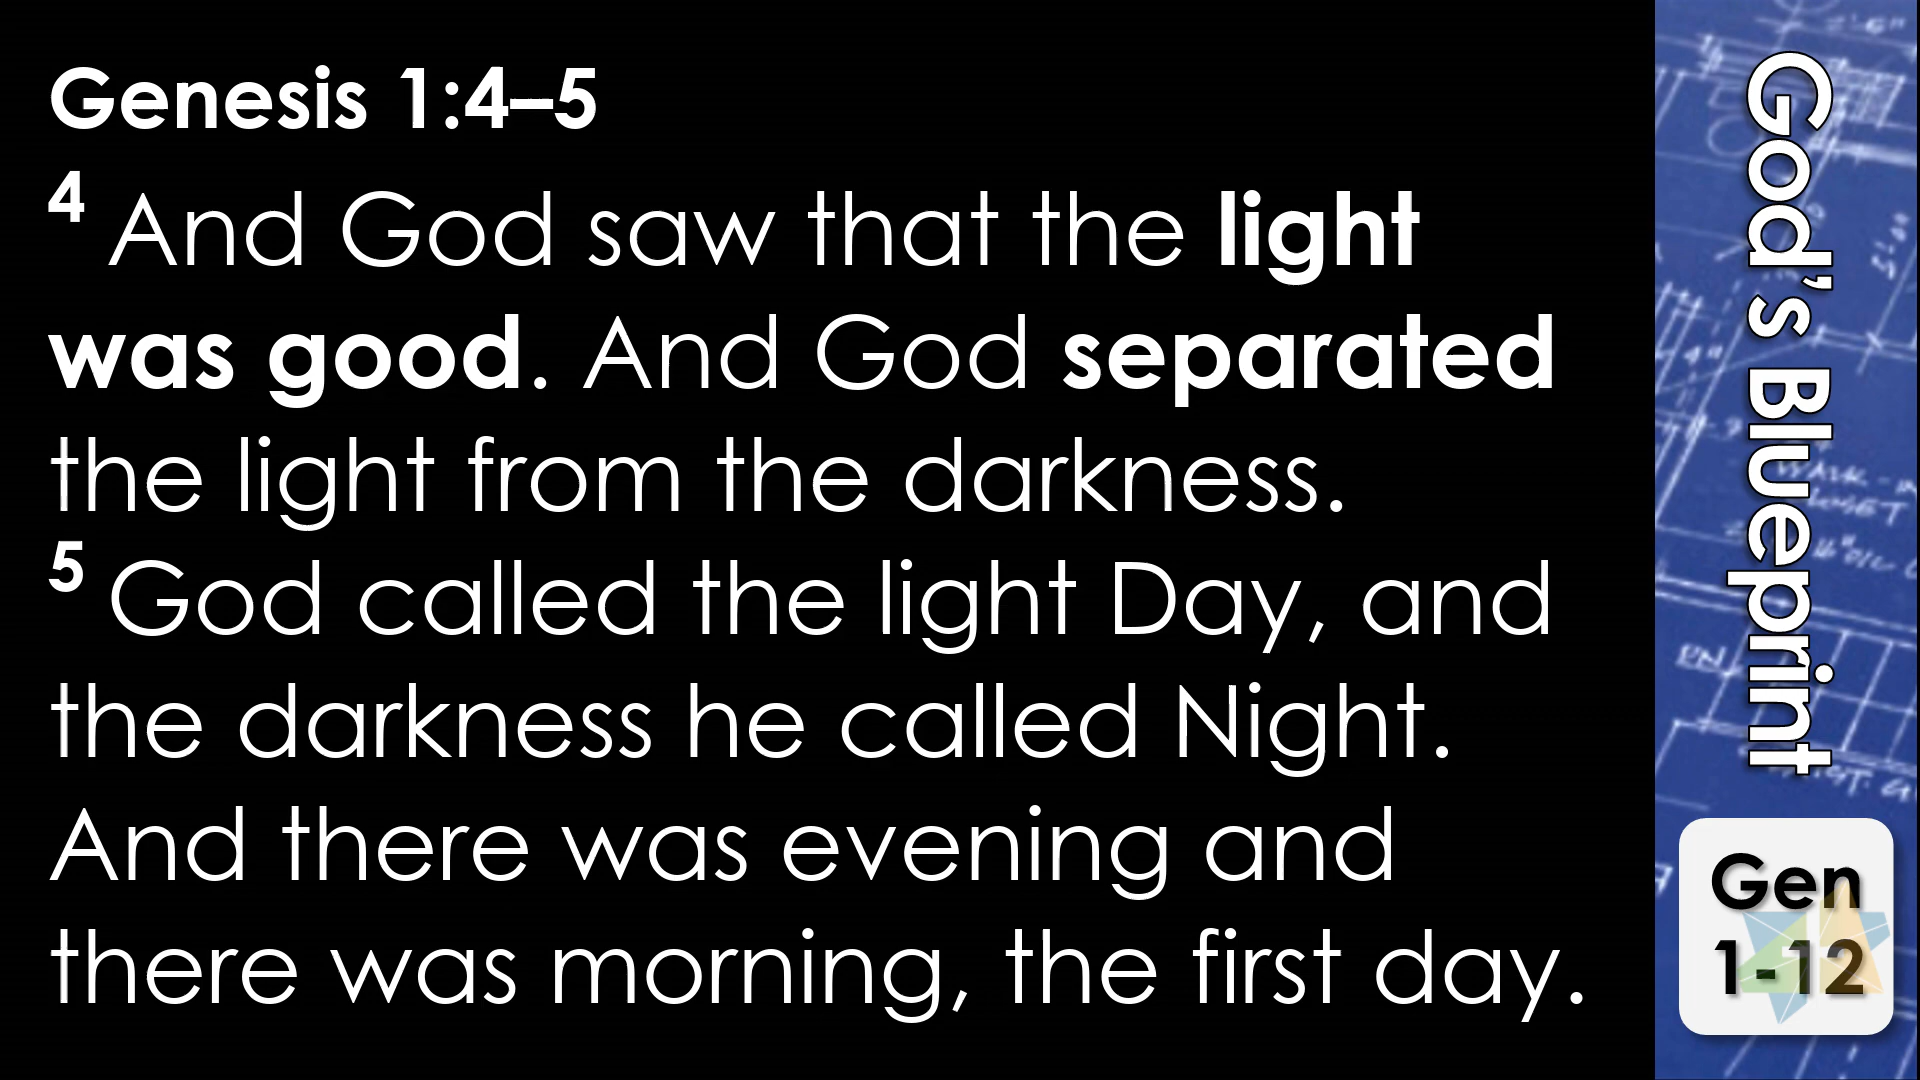 Genesis 1:4–5
4 And God saw that the light
was good. And God separated
the light from the darkness.
5 God called the light Day, and
the darkness he called Night.
And there was evening and
there was morning, the first day.
God's Blueprint
Gen
1-12